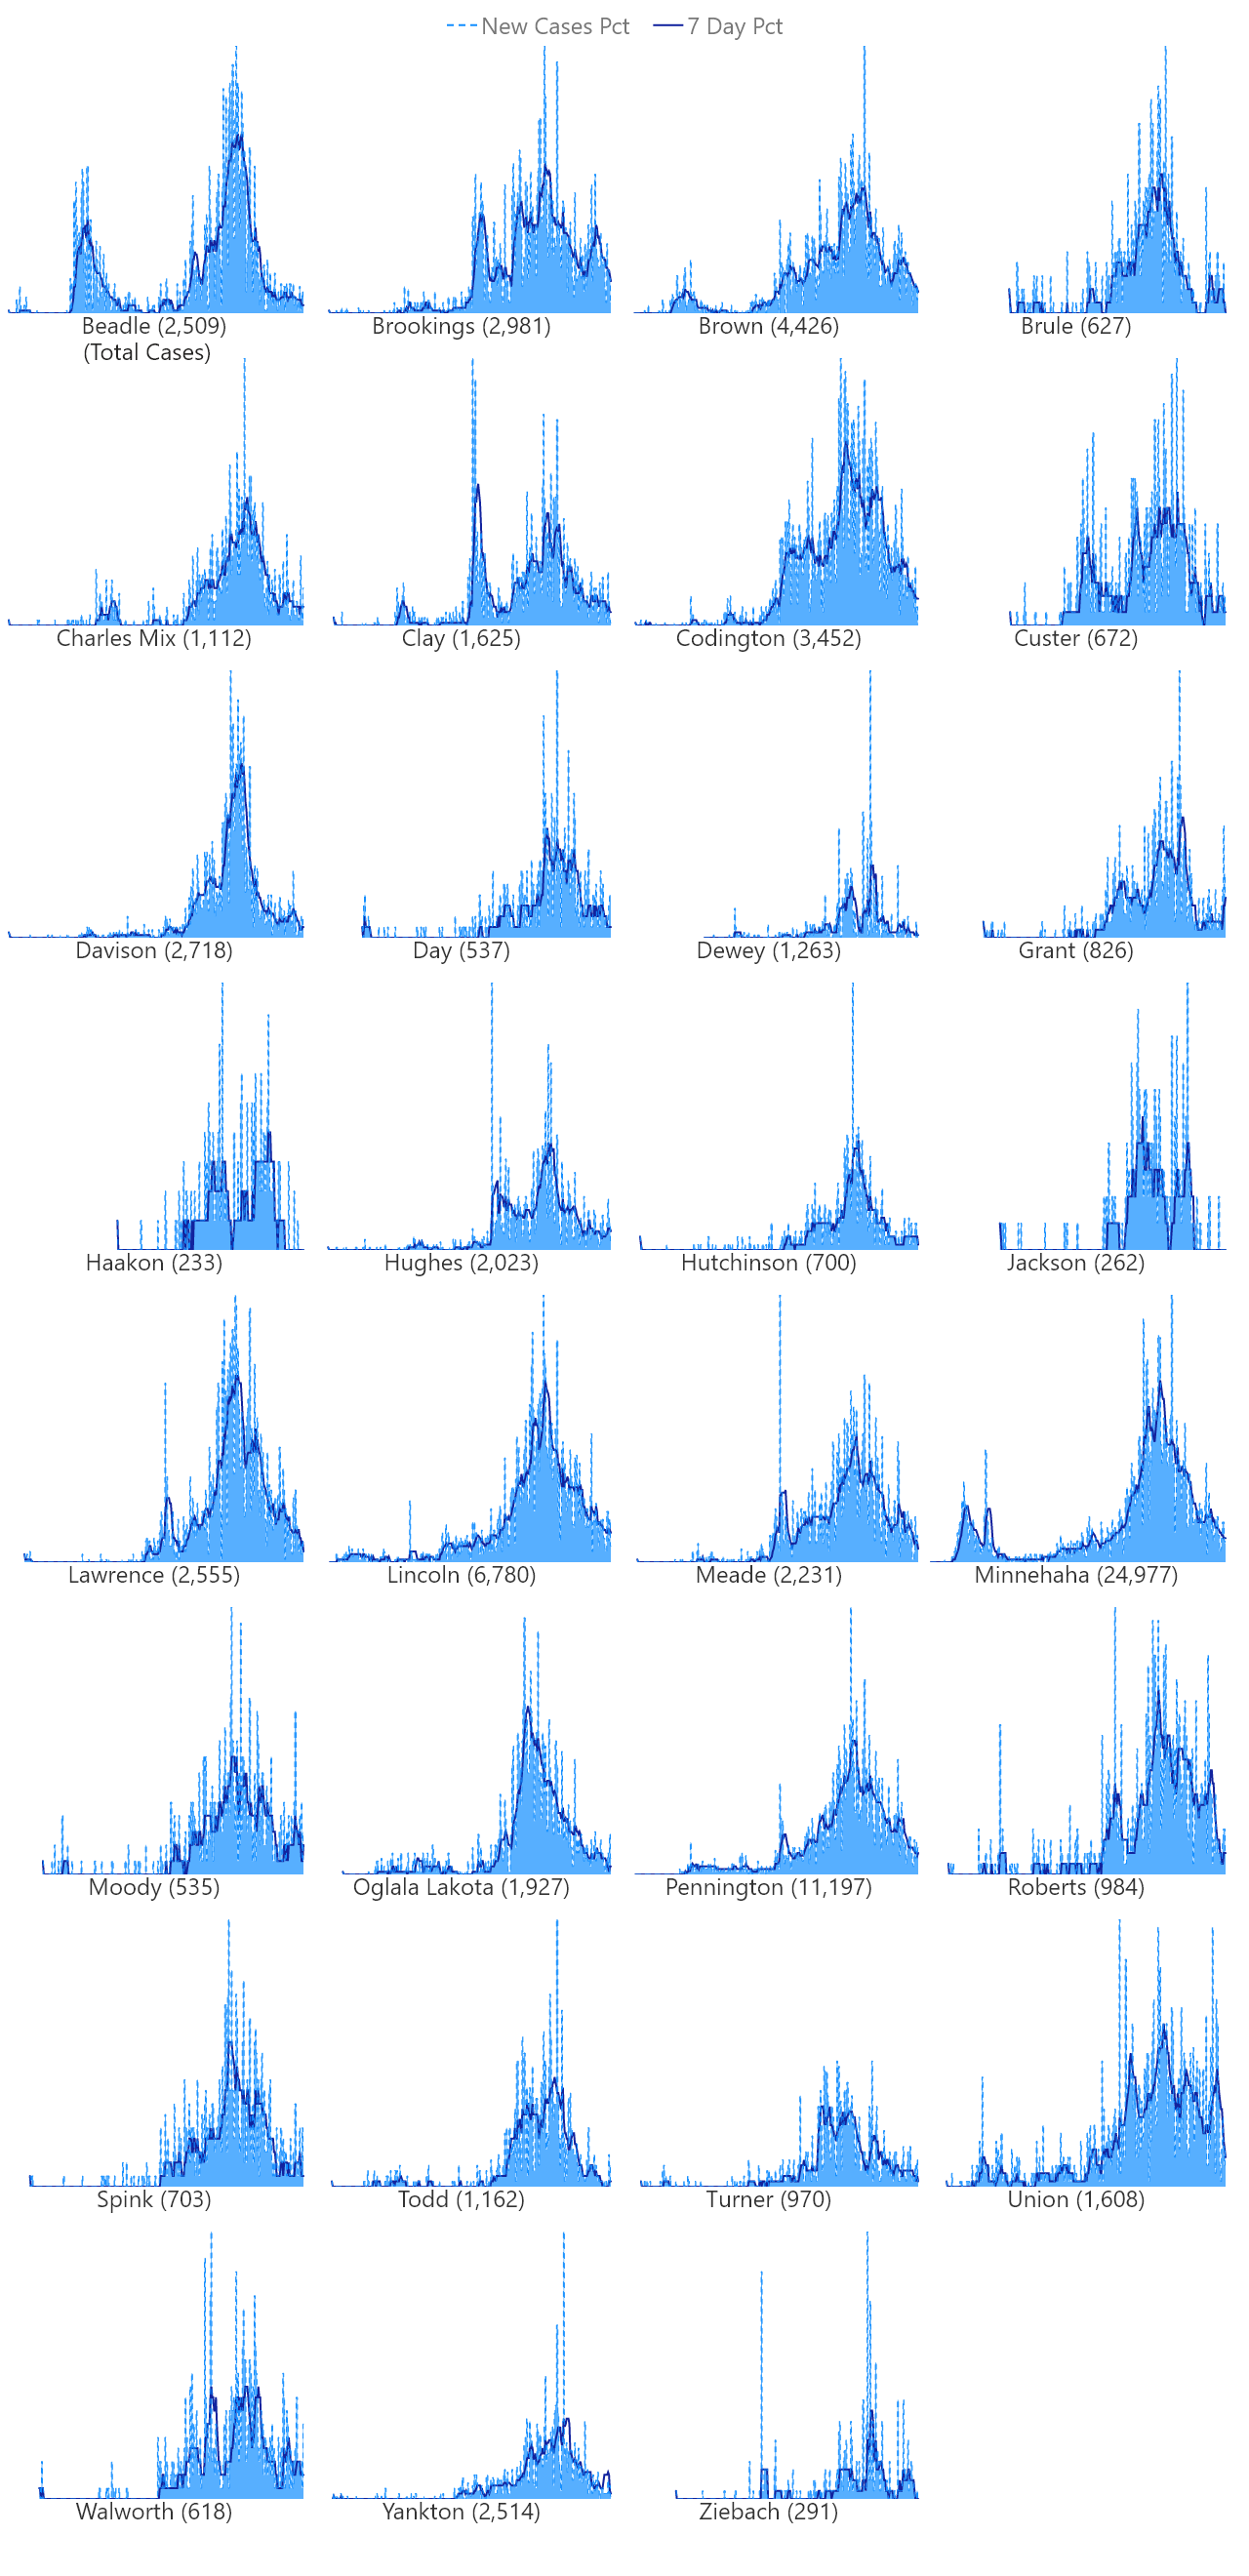 New Cases Pct 7 Day Pct
Beadle (2,509) Brookings (2,981) Brown (4,426) Brule (627)
(Total Cases)
Charles Mix (1,112) Clay (1,625) Codington (3,452) Custer (672)
Davison (2,718) Day (537) Dewey (1,263) Grant (826)
Haakon (233) Hughes (2,023) Hutchinson (700) Jackson (262)
Lawrence (2,555) Lincoln (6,780) Meade (2,231) Minnehaha (24,977)
Moody (535) Oglala Lakota (1,927) Pennington (11,197) Roberts (984)
Spink (703) Todd (1,162) Turner (970) Union (1,608)
Walworth (618) Yankton (2,514) Ziebach (291)